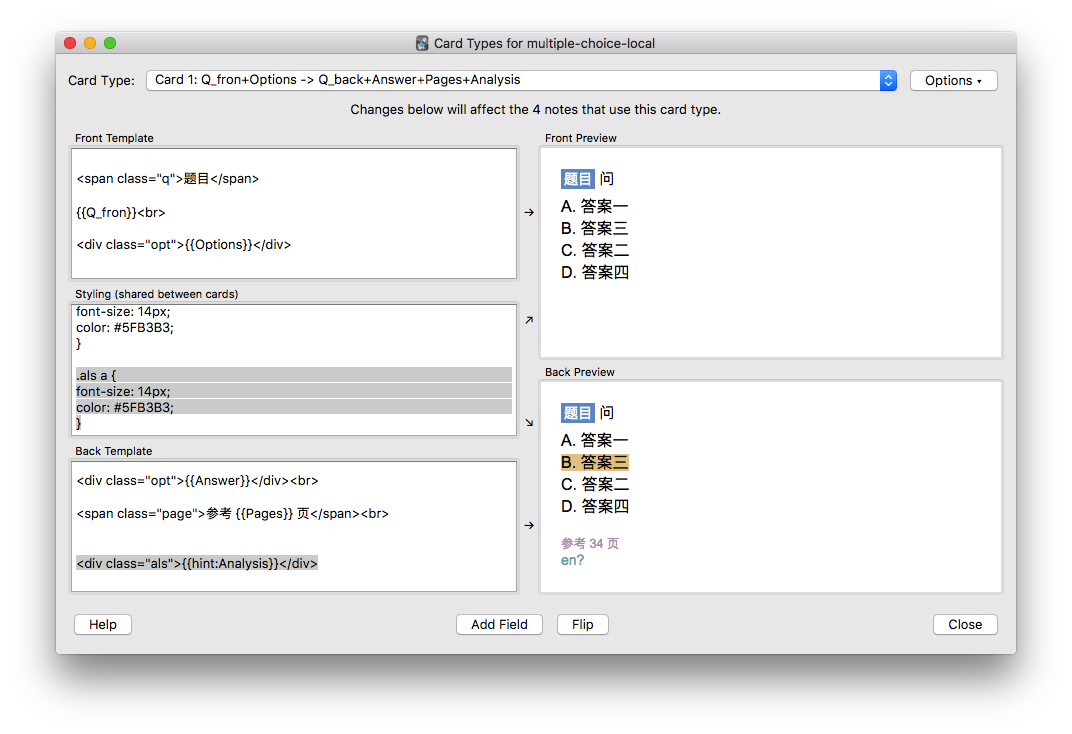 Card Types for multiple-choice-local
Card Type: Card 1: Q_fron+Options -> Q_back+Answer+Pages+Analysis Options
Changes below will affect the 4 notes that use this card type.
Front Template
<span class="q">题目</span>
{{Q_fron}}<br>
<div class="opt">{{Options}}</div>
Front Preview
题目 问
A. 答案一
B. 答案三
C. 答案二
D. 答案四
Styling (shared between cards)
font-size: 14px;
color: #5FB3B3;
}
.als a {
font-size: 14px;
color: #5FB3B3;
}
Back Template
<div class="opt">{{Answer}}</div><br>
<span class="page">参考 {{Pages}} 页</span><br>
<div class="als">{{hint:Analysis}}</div>
Back Preview
题目 问
A. 答案一
B. 答案三
C. 答案二
D. 答案四
参考 34 页
en?
Help Add Field Flip Close